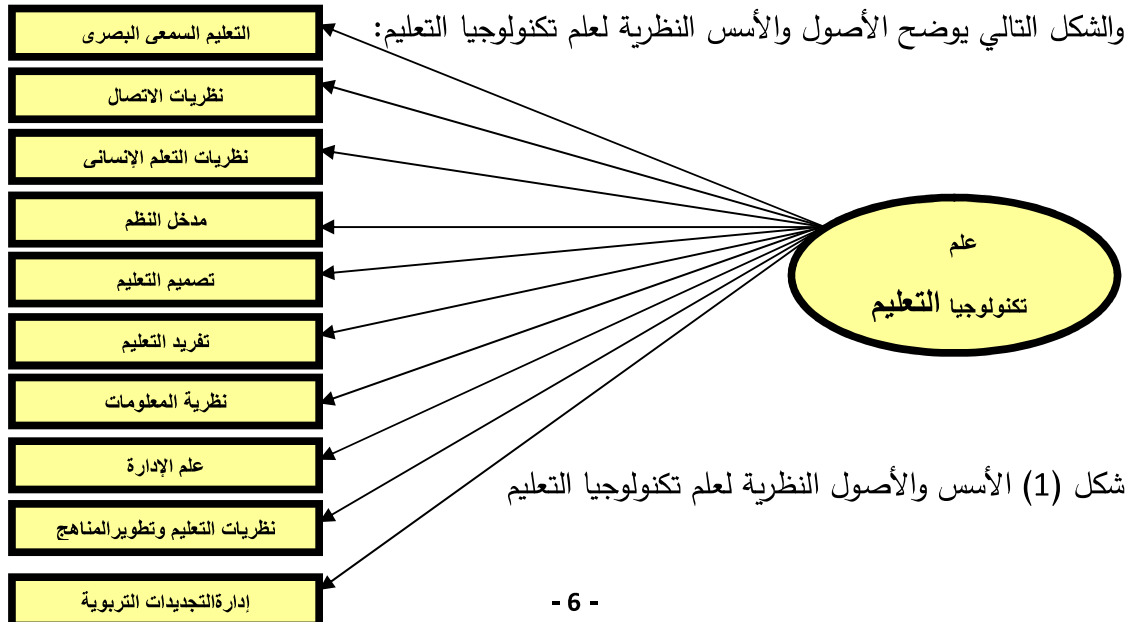 والشكل التالي يوضح الأصول والأسس النظرية لعلم تكنولوجيا التعليم:
علم
تكنولوجيا التعليم
التعليم السمعى البصرى
نظريات الاتصال
نظريات التعلم الإنسانى
مدخل النظم
تصميم التعليم
تفريد التعليم
نظرية المعلومات
علم الإدارة
نظريات التعليم وتطويرالمناهج
إدارةالتجديدات التربوية
شكل (1) الأسس والأصول النظرية لعلم تكنولوجيا التعليم
- 6 -